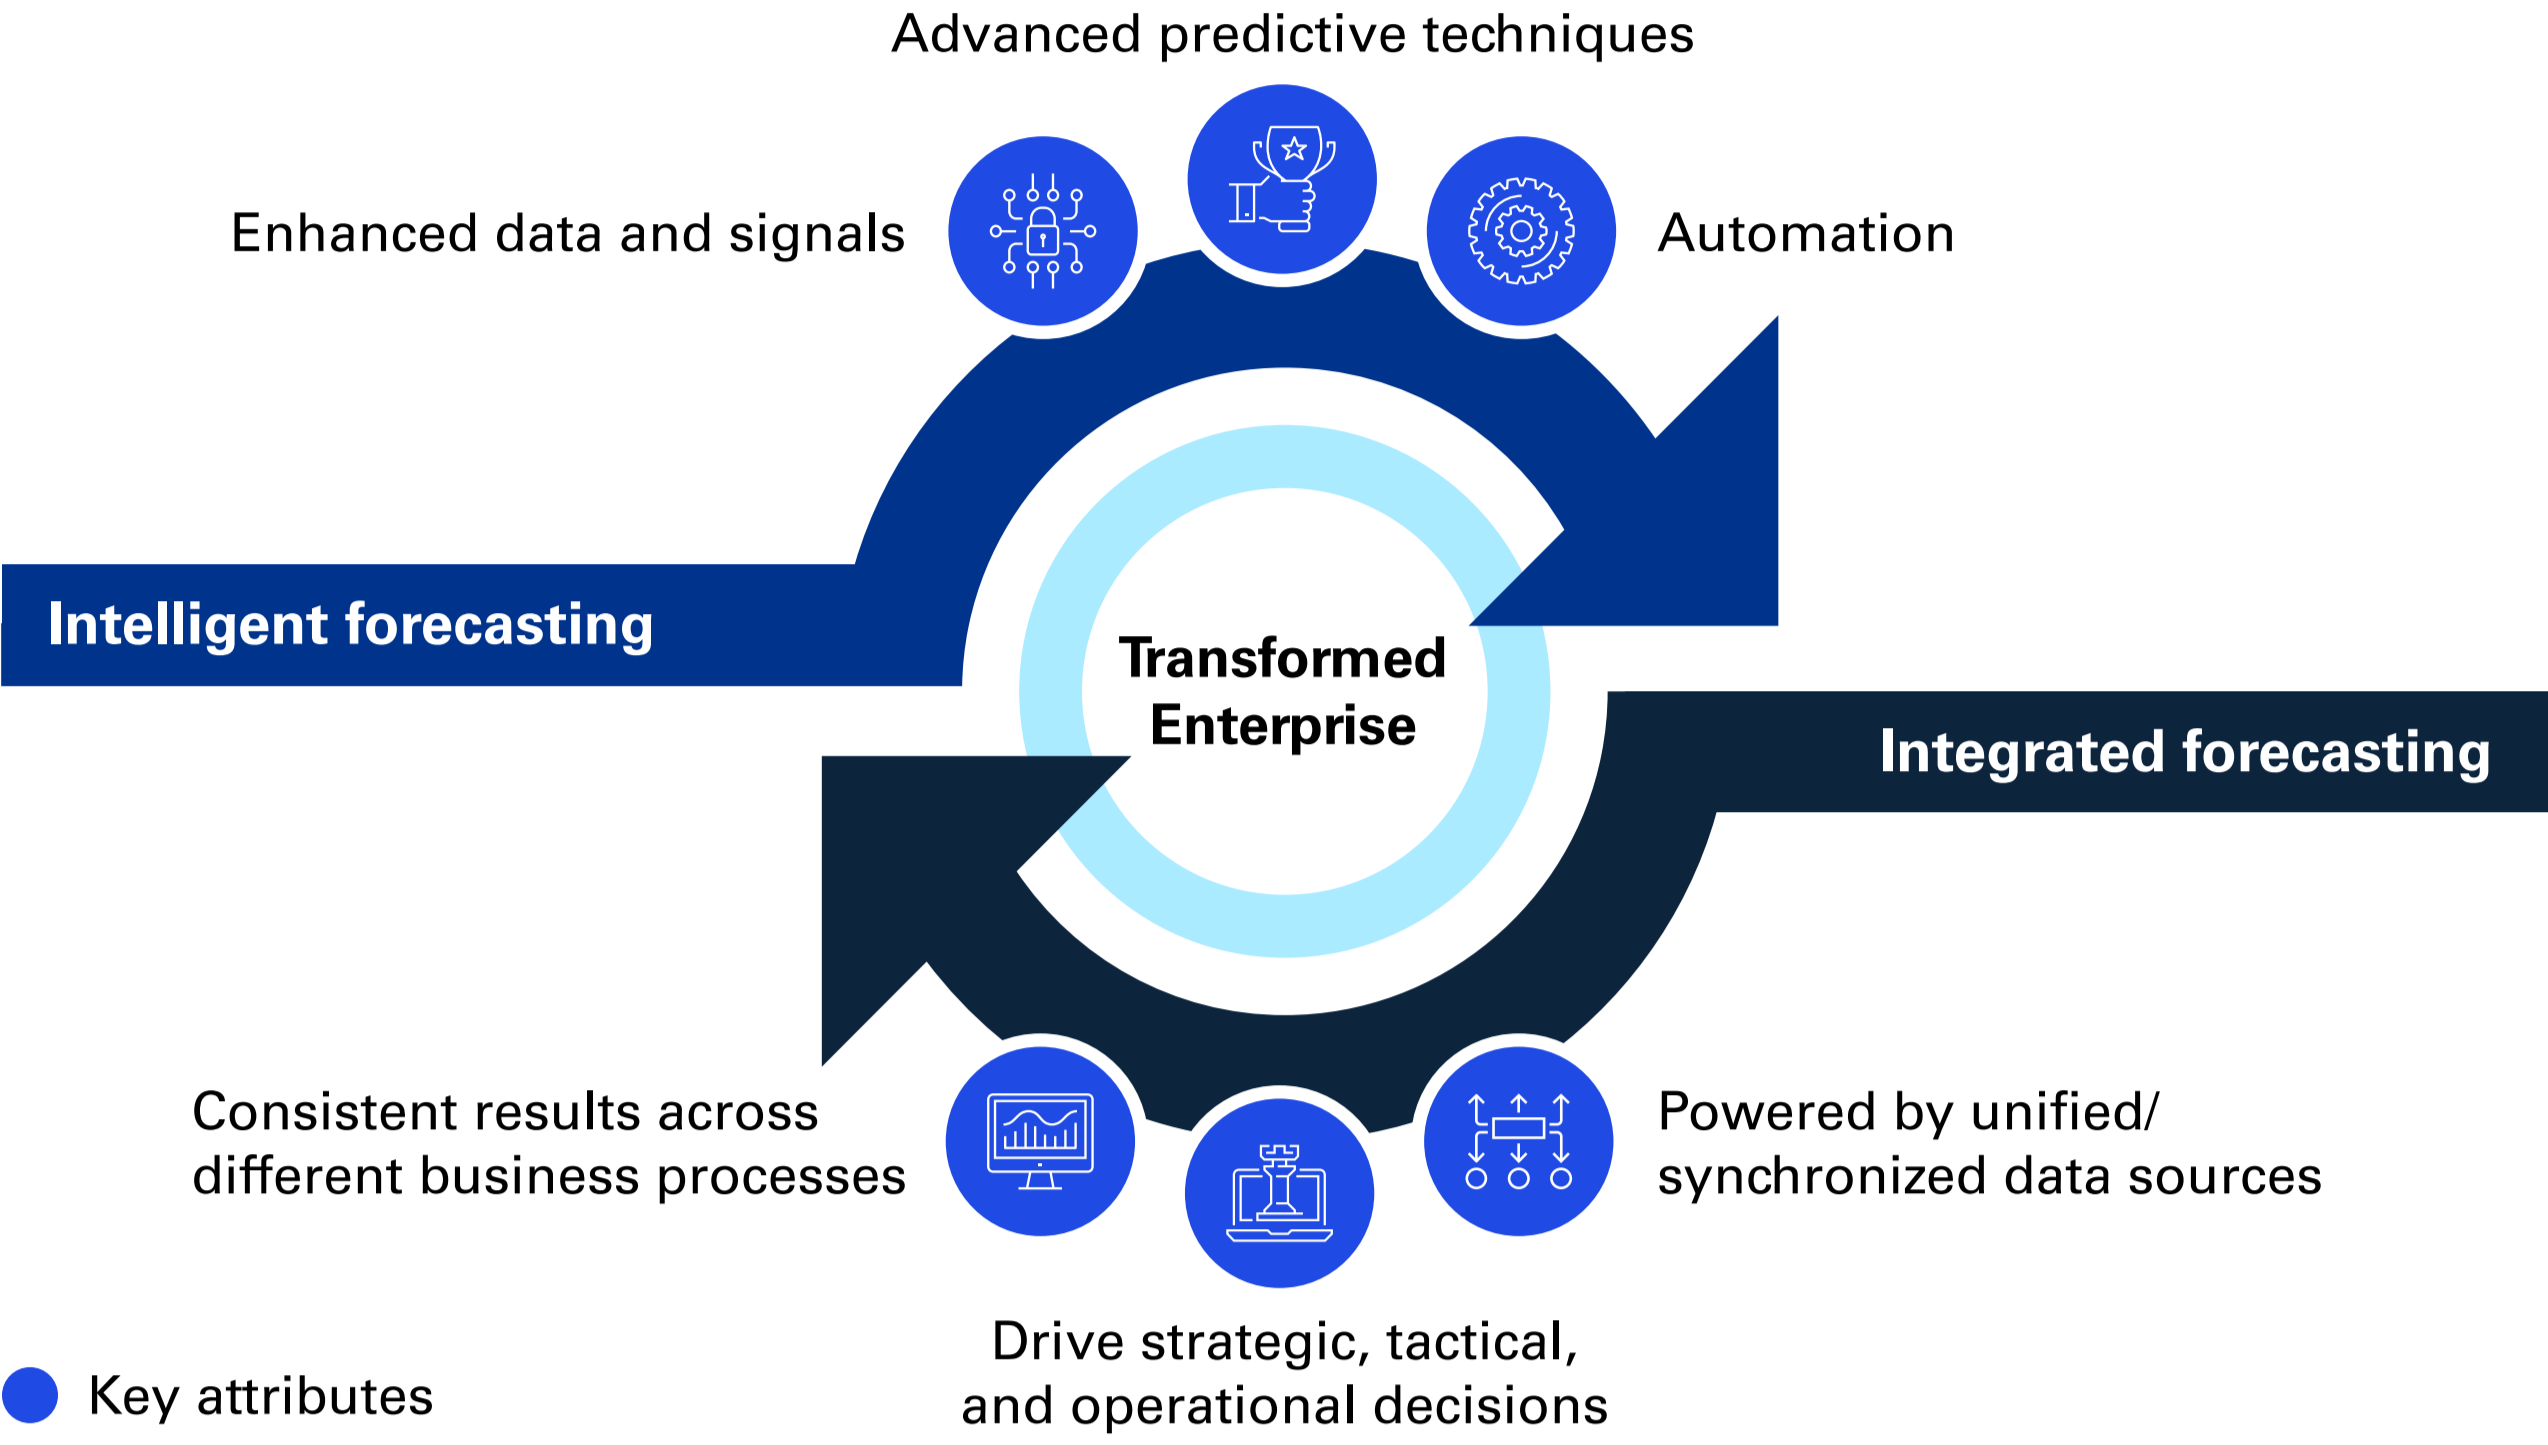 Advanced predictive techniques
Enhanced data and signals
Automation
Intelligent forecasting
Transformed
Enterprise
Integrated forecasting
Consistent results across
different business processes
Powered by unified/
synchronized data sources
Drive strategic, tactical,
and operational decisions
Key attributes